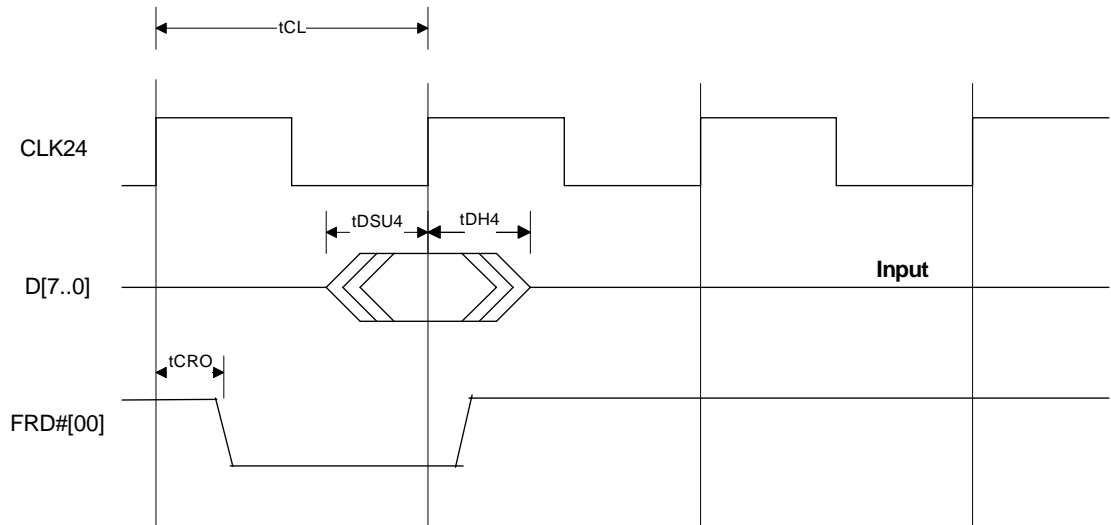 tCL
CLK24
tDSU4
tDH4
D[7..0]
Input
tCRO
FRD#[00]